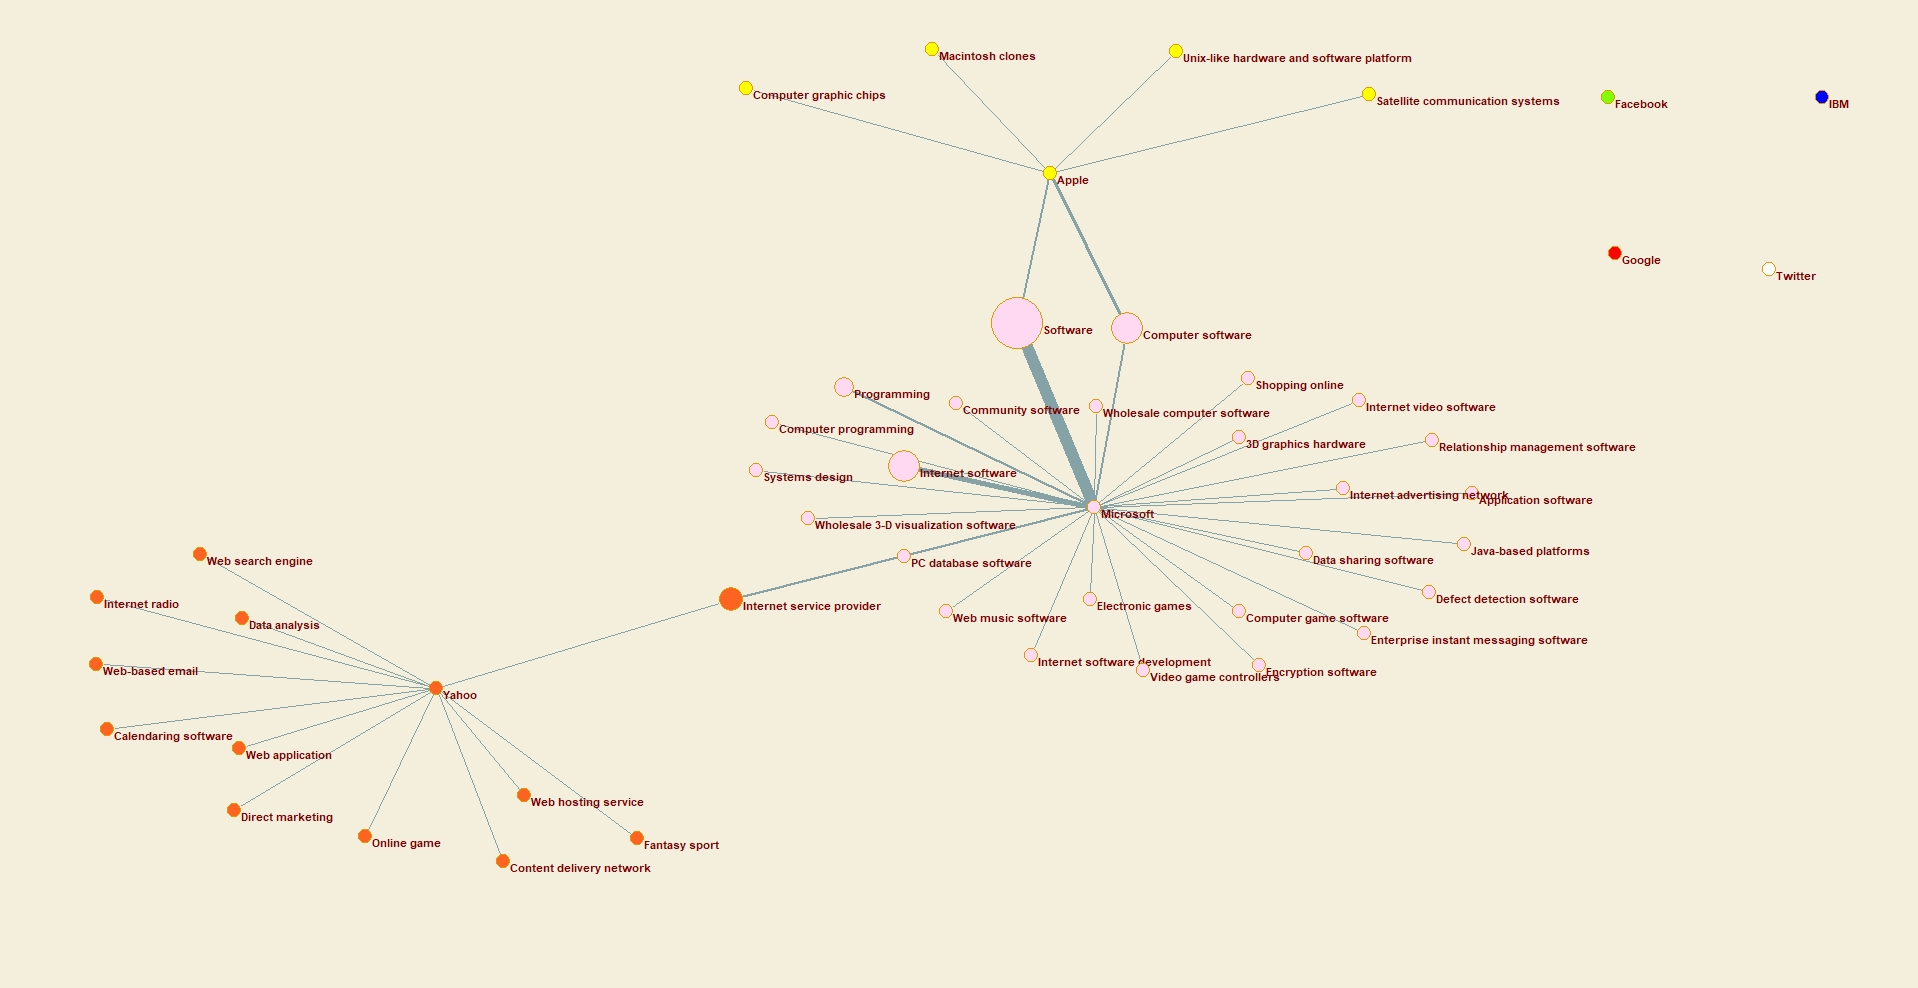 Macintosh clones
Unix-like hardware and software platform
Computer graphic chips
Satellite communication systems
Facebook
IBM
Apple
Google
Twitter
Software
Computer software
Shopping online
Programming
Community software
Wholesale computer software
Internet video software
Computer programming
3D graphics hardware
Relationship management software
Internet software
Systems design
Internet advertising network
Application software
Microsoft
Wholesale 3-D visualization software
Java-based platforms
Web search engine
PC database software
Data sharing software
Internet radio
Internet service provider
Electronic games
Defect detection software
Data analysis
Web music software
Computer game software
Enterprise instant messaging software
Web-based email
Internet software development
Video game controllers
Encryption software
Yahoo
Calendaring software
Web application
Web hosting service
Direct marketing
Online game
Fantasy sport
Content delivery network